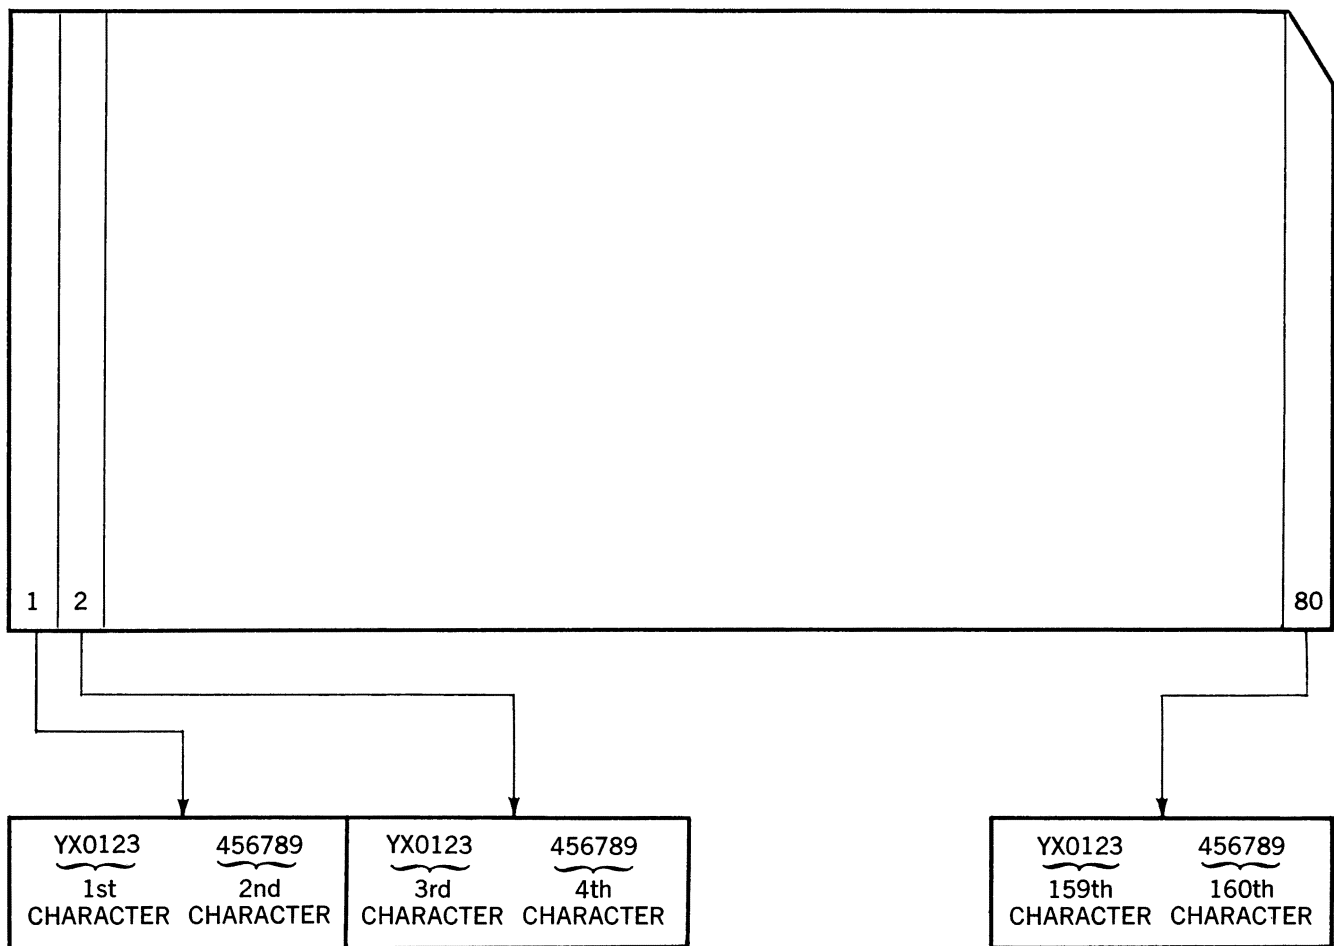 1 2 80
YX0123 456789 YX0123 456789 YX0123 456789
1st 2nd 3rd 4th 159th 160th
CHARACTER CHARACTER CHARACTER CHARACTER CHARACTER CHARACTER